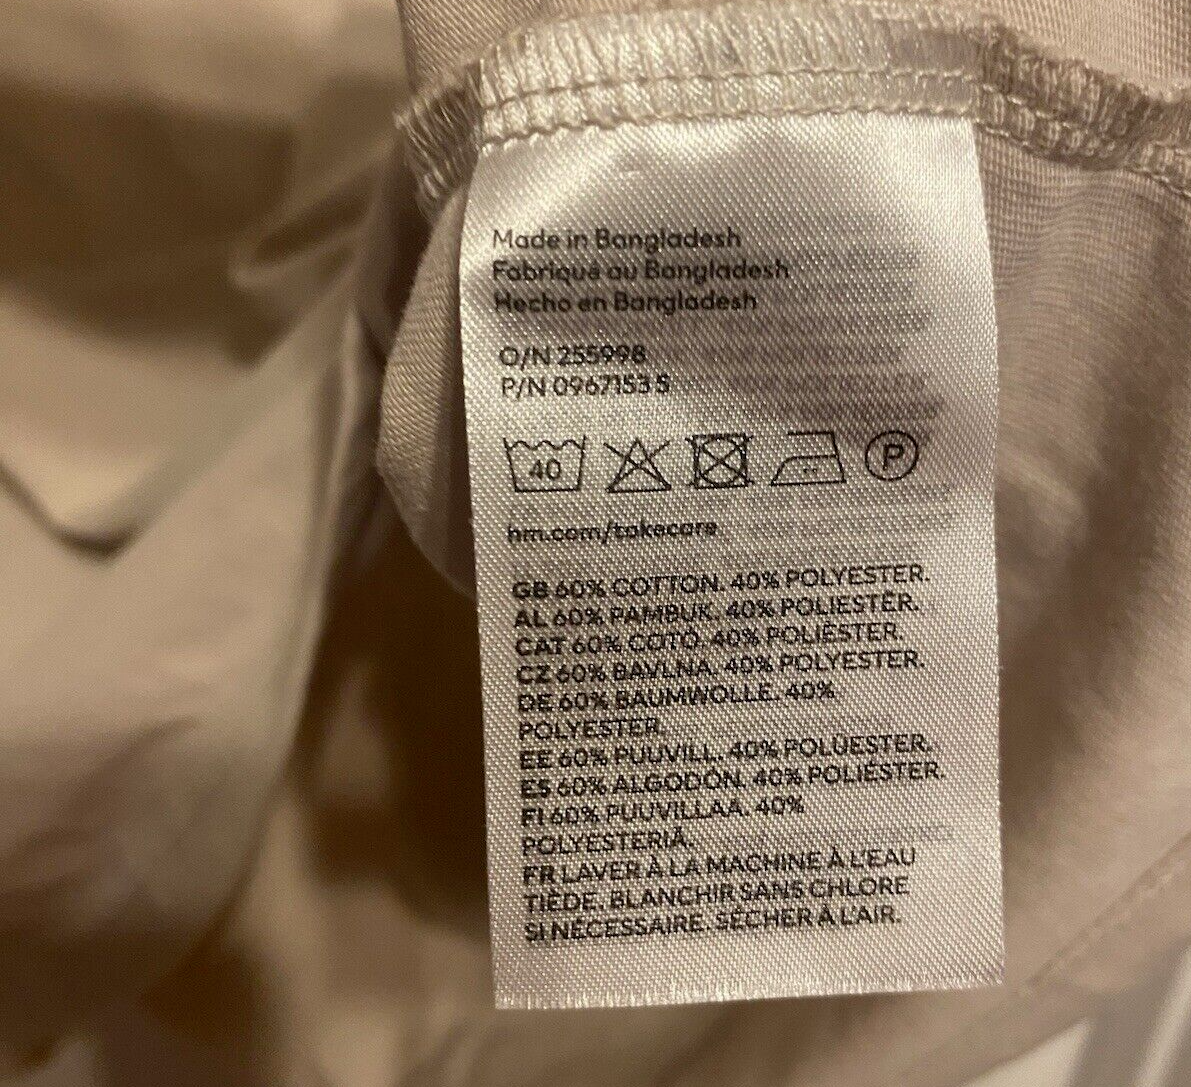 Made in Bangladesh
Fabriqué au Bangladesh
Hecho en Bangladesh
O/N 255998
P/N 0967153 S
40 P
hm.com/takecare
GB 60% COTTON. 40% POLYESTER.
AL 60% PAMBUK. 40% POLIESTËR.
CAT 60% COTÓ. 40% POLIÈSTER.
CZ 60% BAVLNA. 40% POLYESTER.
DE 60% BAUMWOLLE. 40%
POLYESTER.
EE 60% PUUVILL. 40% POLÜESTER.
ES 60% ALGODÓN. 40% POLIÉSTER.
FI 60% PUUVILLAA. 40%
POLYESTERIÄ.
FR LAVER À LA MACHINE À L'EAU
TIÈDE. BLANCHIR SANS CHLORE
SI NÉCESSAIRE. SÉCHER À L'AIR.